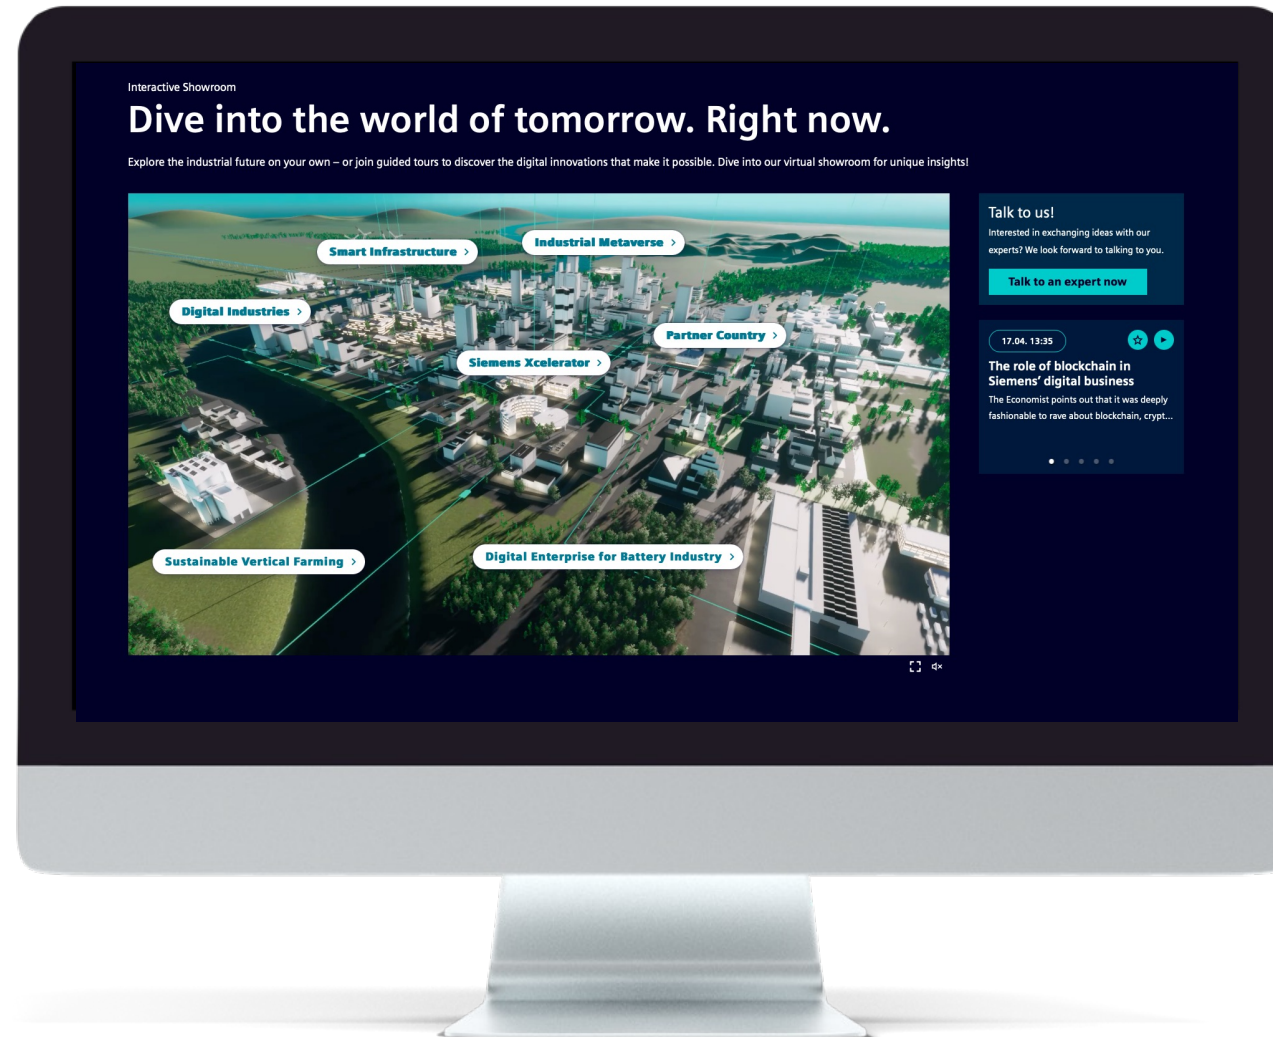 Interactive Showroom
Dive into the world of tomorrow. Right now.
Explore the industrial future on your own – or join guided tours to discover the digital innovations that make it possible. Dive into our virtual showroom for unique insights!
Industrial Metaverse
Smart Infrastructure
Digital Industries
Partner Country
Siemens Xcelerator
Digital Enterprise for Battery Industry
Sustainable Vertical Farming
Talk to us!
Interested in exchanging ideas with our
experts? We look forward to talking to you.
Talk to an expert now
17.04. 13:35
The role of blockchain in
Siemens’ digital business
The Economist points out that it was deeply
fashionable to rave about blockchain, crypt...